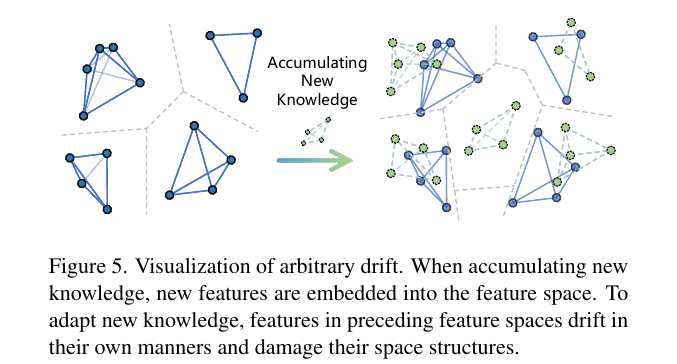 Accumulating
New
Knowledge
Figure 5. Visualization of arbitrary drift. When accumulating new
knowledge, new features are embedded into the feature space. To
adapt new knowledge, features in preceding feature spaces drift in
their own manners and damage their space structures.